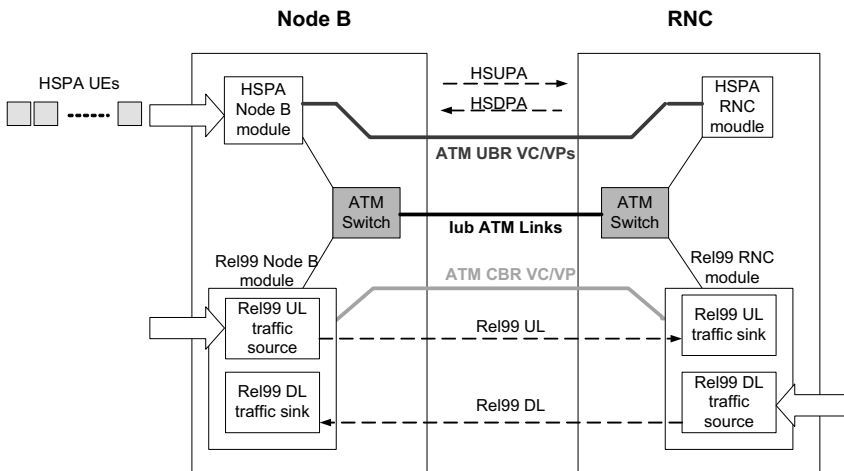 Node B
RNC
HSPA UEs
HSPA
Node B
module
HSUPA
HSDPA
HSPA
RNC
moudle
ATM UBR VC/VPs
ATM
Switch
Iub ATM Links
ATM
Switch
Rel99 Node B
module
ATM CBR VC/VP
Rel99 RNC
module
Rel99 UL
traffic
source
Rel99 UL
Rel99 UL
traffic sink
Rel99 DL
traffic sink
Rel99 DL
Rel99 DL
traffic
source